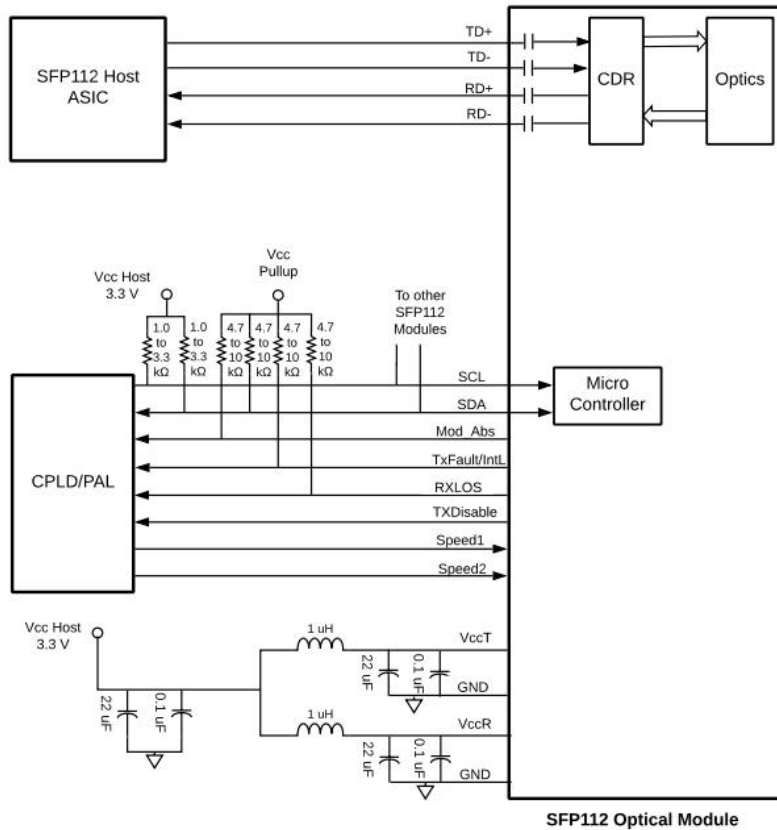 TD+
TD-
RD+
RD-
SFP112 Host
ASIC
CDR
Optics
Vcc Host
3.3 V
Vcc
Pullup
To other
SFP112
Modules
1.0
to
3.3
kΩ
1.0
to
3.3
kΩ
4.7
to
10
kΩ
4.7
to
10
kΩ
4.7
to
10
kΩ
4.7
to
10
kΩ
SCL
SDA
Mod_Abs
TxFault/IntL
RXLOS
TXDisable
Speed1
Speed2
CPLD/PAL
Micro
Controller
Vcc Host
3.3 V
22 uF
0.1 uF
1 uH
VccT
22 uF
0.1 uF
GND
1 uH
VccR
22 uF
0.1 uF
GND
SFP112 Optical Module